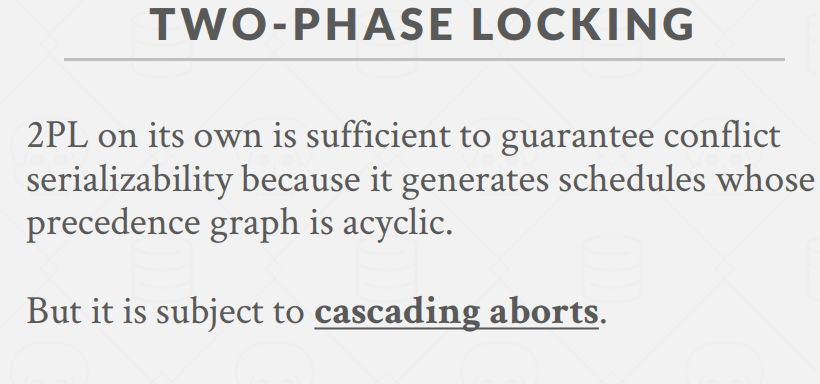 TWO-PHASE LOCKING
2PL on its own is sufficient to guarantee conflict
serializability because it generates schedules whose
precedence graph is acyclic.
But it is subject to cascading aborts.